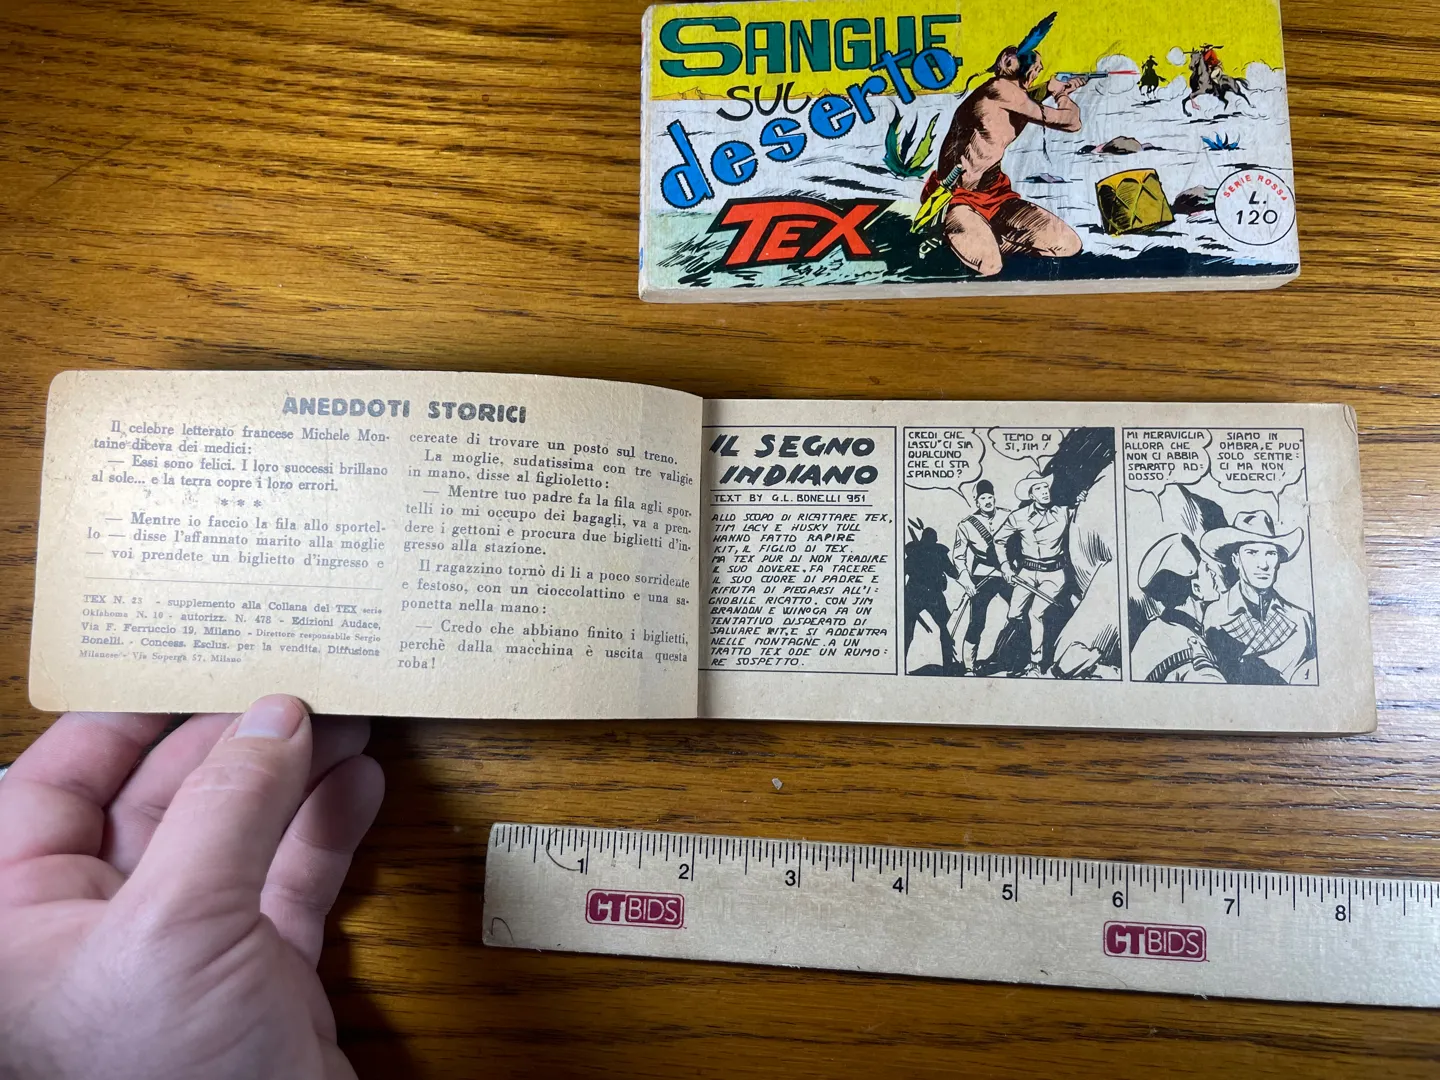 SANGUE
SUL
deserto
TEX
SERIE ROSSA
L.
120
ANEDDOTI STORICI
Il celebre letterato francese Michele Mon-
taine diceva dei medici:
— Essi sono felici. I loro successi brillano
al sole... e la terra copre i loro errori.
* * *
— Mentre io faccio la fila allo sportel-
lo — disse l'affannato marito alla moglie
— voi prendete un biglietto d'ingresso e
cercate di trovare un posto sul treno.
La moglie, sudatissima con tre valigie
in mano, disse al figlioletto:
— Mentre tuo padre fa la fila agli spor-
telli io mi occupo dei bagagli, va a pren-
dere i gettoni e procura due biglietti d'in-
gresso alla stazione.
Il ragazzino tornò di lì a poco sorridente
e festoso, con un cioccolattino e una sa-
ponetta nella mano:
— Credo che abbiano finito i biglietti,
perchè dalla macchina è uscita questa
roba!
TEX N. 23 - supplemento alla Collana del TEX serie
Oklahoma N. 16 - autorizz. N. 478 - Edizioni Audace,
Via F. Ferruccio 19, Milano - Direttore responsabile Sergio
Bonelli. - Concess. Esclus. per la vendita. Diffusione
Milanese - Via Soperga 57, Milano
IL SEGNO
INDIANO
TEXT BY G.L. BONELLI 951
ALLO SCOPO DI RICATTARE TEX,
TIM LACY E HUSKY TULL
HANNO FATTO RAPIRE
KIT, IL FIGLIO DI TEX.
MA TEX PUR DI NON TRADIRE
IL SUO DOVERE, FA TACERE
IL SUO CUORE DI PADRE E
RIFIUTA DI PIEGARSI ALL'I:
GNOBILE RICATTO. CON JIM
BRANDON E WINOGA FA UN
TENTATIVO DISPERATO DI
SALVARE KIT, E SI ADDENTRA
NELLE MONTAGNE. A UN
TRATTO TEX ODE UN RUMO:
RE SOSPETTO.
CREDI CHE
LASSU' CI SIA
QUALCUNO
CHE CI STA
SPIANDO?
TEMO DI
SI, JIM!
MI MERAVIGLIA
ALLORA CHE
NON CI ABBIA
SPARATO AD:
DOSSO!
SIAMO IN
OMBRA, E PUO'
SOLO SENTIR:
CI MA NON
VEDERCI!
1
1 2 3 4 5 6 7 8
CTBIDS
CTBIDS